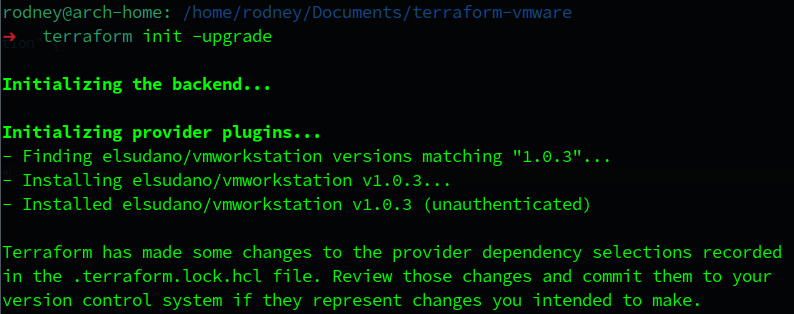 rodney@arch-home: /home/rodney/Documents/terraform-vmware
➜ terraform init -upgrade
Initializing the backend...
Initializing provider plugins...
- Finding elsudano/vmworkstation versions matching "1.0.3"...
- Installing elsudano/vmworkstation v1.0.3...
- Installed elsudano/vmworkstation v1.0.3 (unauthenticated)
Terraform has made some changes to the provider dependency selections recorded
in the .terraform.lock.hcl file. Review those changes and commit them to your
version control system if they represent changes you intended to make.